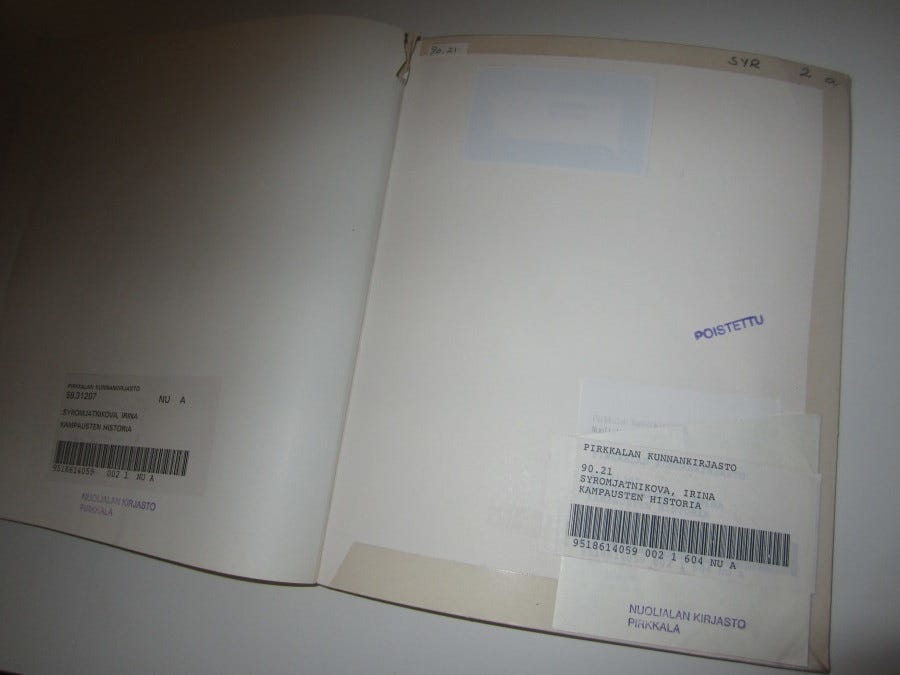 PIRKKALAN KUNNANKIRJASTO
59.31207 NU A
SYROMJATNIKOVA, IRINA
KAMPAUSTEN HISTORIA
9518614059 002 1 NU A
NUOLIALAN KIRJASTO
PIRKKALA
90.21
SYR 2 a
POISTETTU
PIRKKALAN KUNNANKIRJASTO
90.21
SYROMJATNIKOVA, IRINA
KAMPAUSTEN HISTORIA
9518614059 002 1 604 NU A
NUOLIALAN KIRJASTO
PIRKKALA